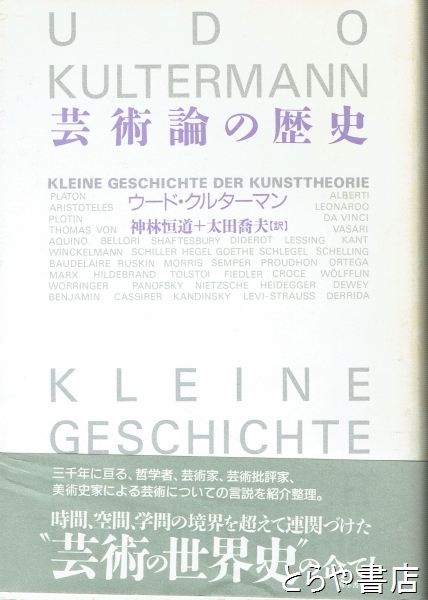 UDO
KULTERMANN
芸術論の歴史
KLEINE GESCHICHTE DER KUNSTTHEORIE
PLATON ALBERTI
ARISTOTELES ウード・クルターマン LEONARDO
PLOTIN DA VINCI
THOMAS VON 神林恒道+太田喬夫[訳] VASARI
AQUINO BELLORI SHAFTESBURY DIDEROT LESSING KANT
WINCKELMANN SCHILLER HEGEL GOETHE SCHLEGEL SCHELLING
BAUDELAIRE RUSKIN MORRIS SEMPER PROUDHON ORTEGA
MARX HILDEBRAND TOLSTOI FIEDLER CROCE WÖLFFLIN
WORRINGER PANOFSKY NIETZSCHE HEIDEGGER DEWEY
BENJAMIN CASSIRER KANDINSKY LEVI-STRAUSS DERRIDA
KLEINE
GESCHICHTE
三千年に亘る、哲学者、芸術家、芸術批評家、
美術史家による芸術についての言説を紹介整理。
時間、空間、学問の境界を超えて連関づけた
“芸術の世界史”の企て!
とらや書店